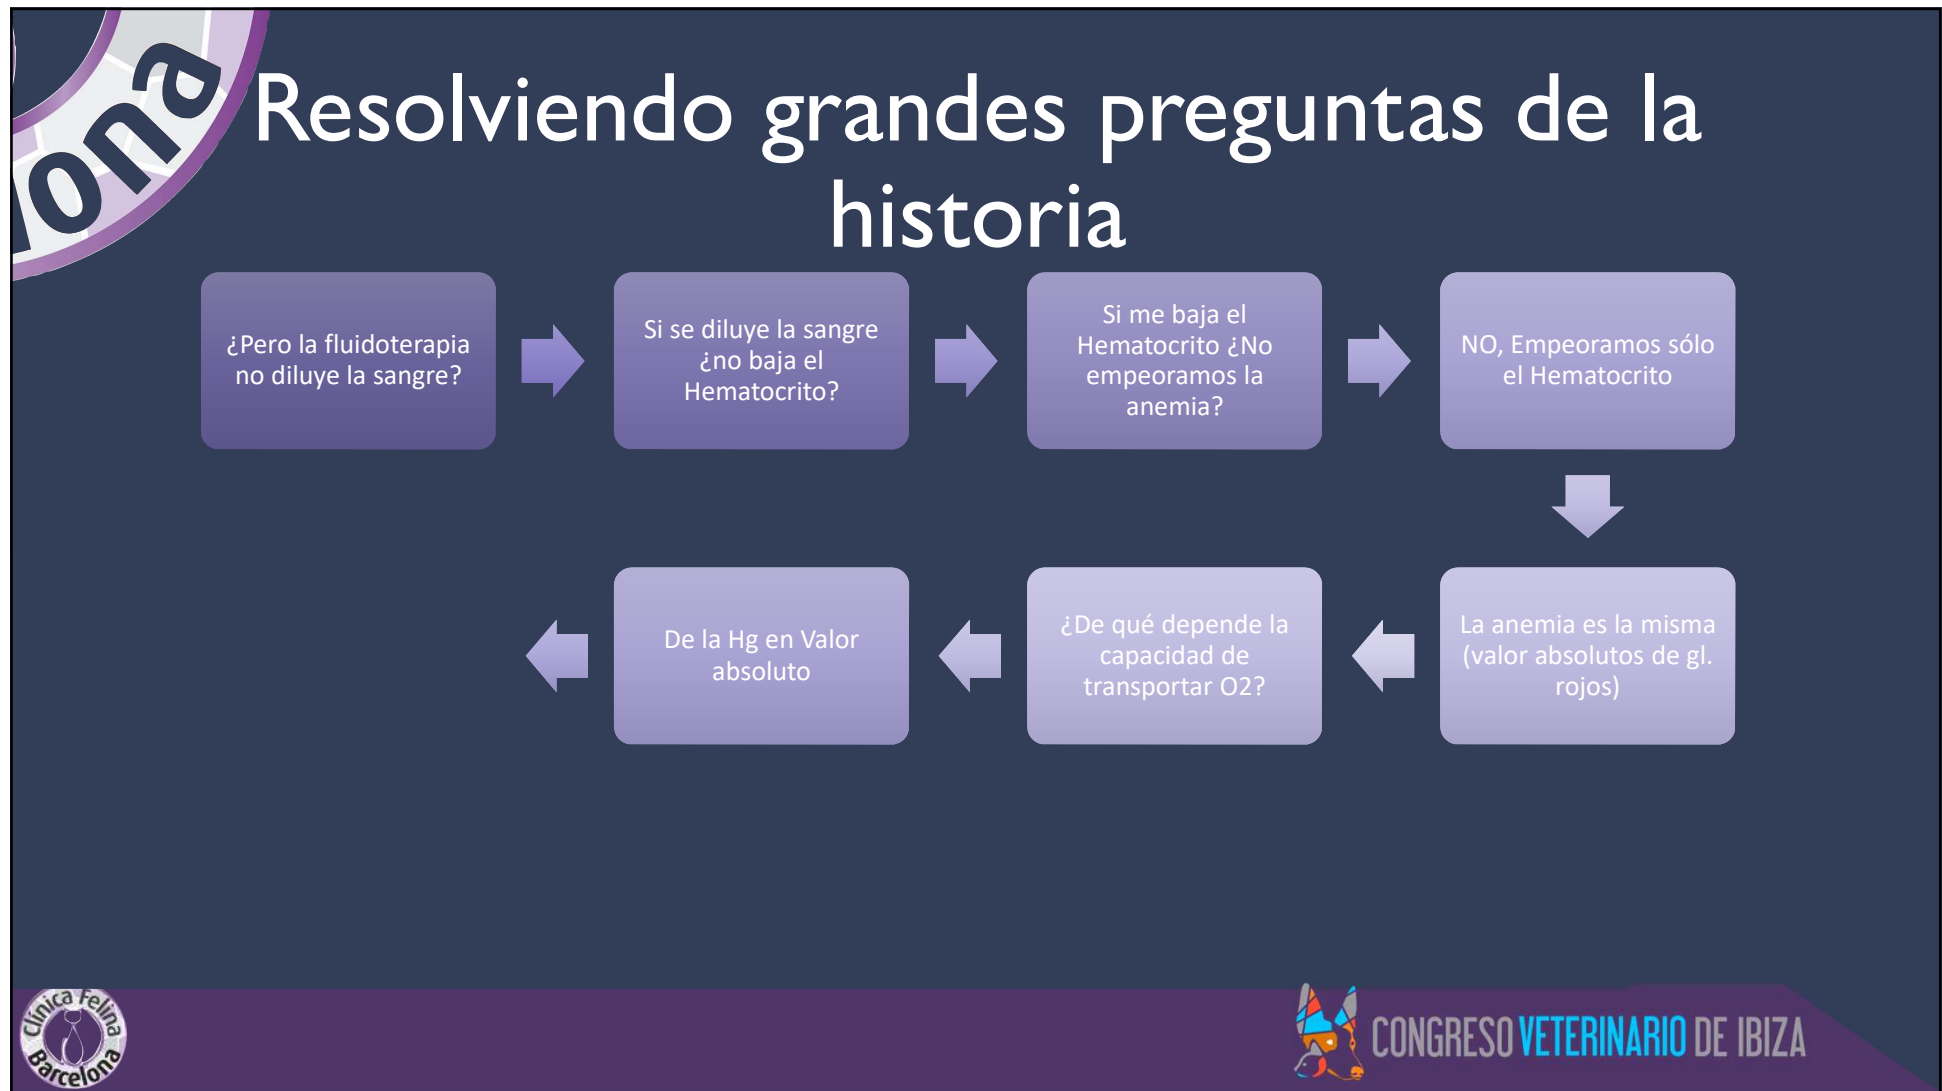 ona
Resolviendo grandes preguntas de la
historia
¿Pero la fluidoterapia
no diluye la sangre?
Si se diluye la sangre
¿no baja el
Hematocrito?
Si me baja el
Hematocrito ¿No
empeoramos la
anemia?
NO, Empeoramos sólo
el Hematocrito
La anemia es la misma
(valor absolutos de gl.
rojos)
¿De qué depende la
capacidad de
transportar O2?
De la Hg en Valor
absoluto
Clínica Felina
Barcelona
CONGRESO VETERINARIO DE IBIZA